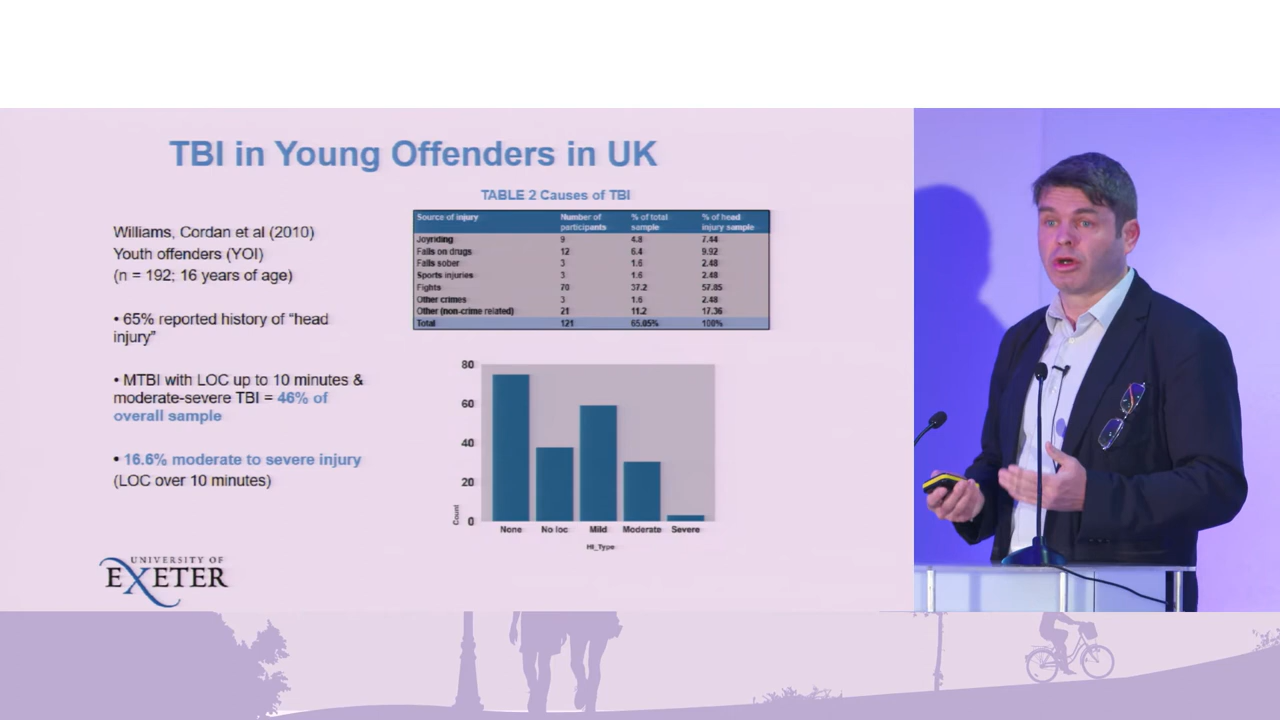 TBI in Young Offenders in UK
Williams, Cordan et al (2010)
Youth offenders (YOI)
(n = 192; 16 years of age)
• 65% reported history of “head
injury”
• MTBI with LOC up to 10 minutes &
moderate-severe TBI = 46% of
overall sample
• 16.6% moderate to severe injury
(LOC over 10 minutes)
UNIVERSITY OF
EXETER
TABLE 2 Causes of TBI
Source of injury Number of participants % of total sample % of head injury sample
Joyriding 9 4.8 7.44
Falls on drugs 12 6.4 9.92
Falls sober 3 1.6 2.48
Sports injuries 3 1.6 2.48
Fights 70 37.2 57.85
Other crimes 3 1.6 2.48
Other (non-crime related) 21 11.2 17.36
Total 121 65.05% 100%
80
60
40
20
0
Count
None No loc Mild Moderate Severe
HI_Type